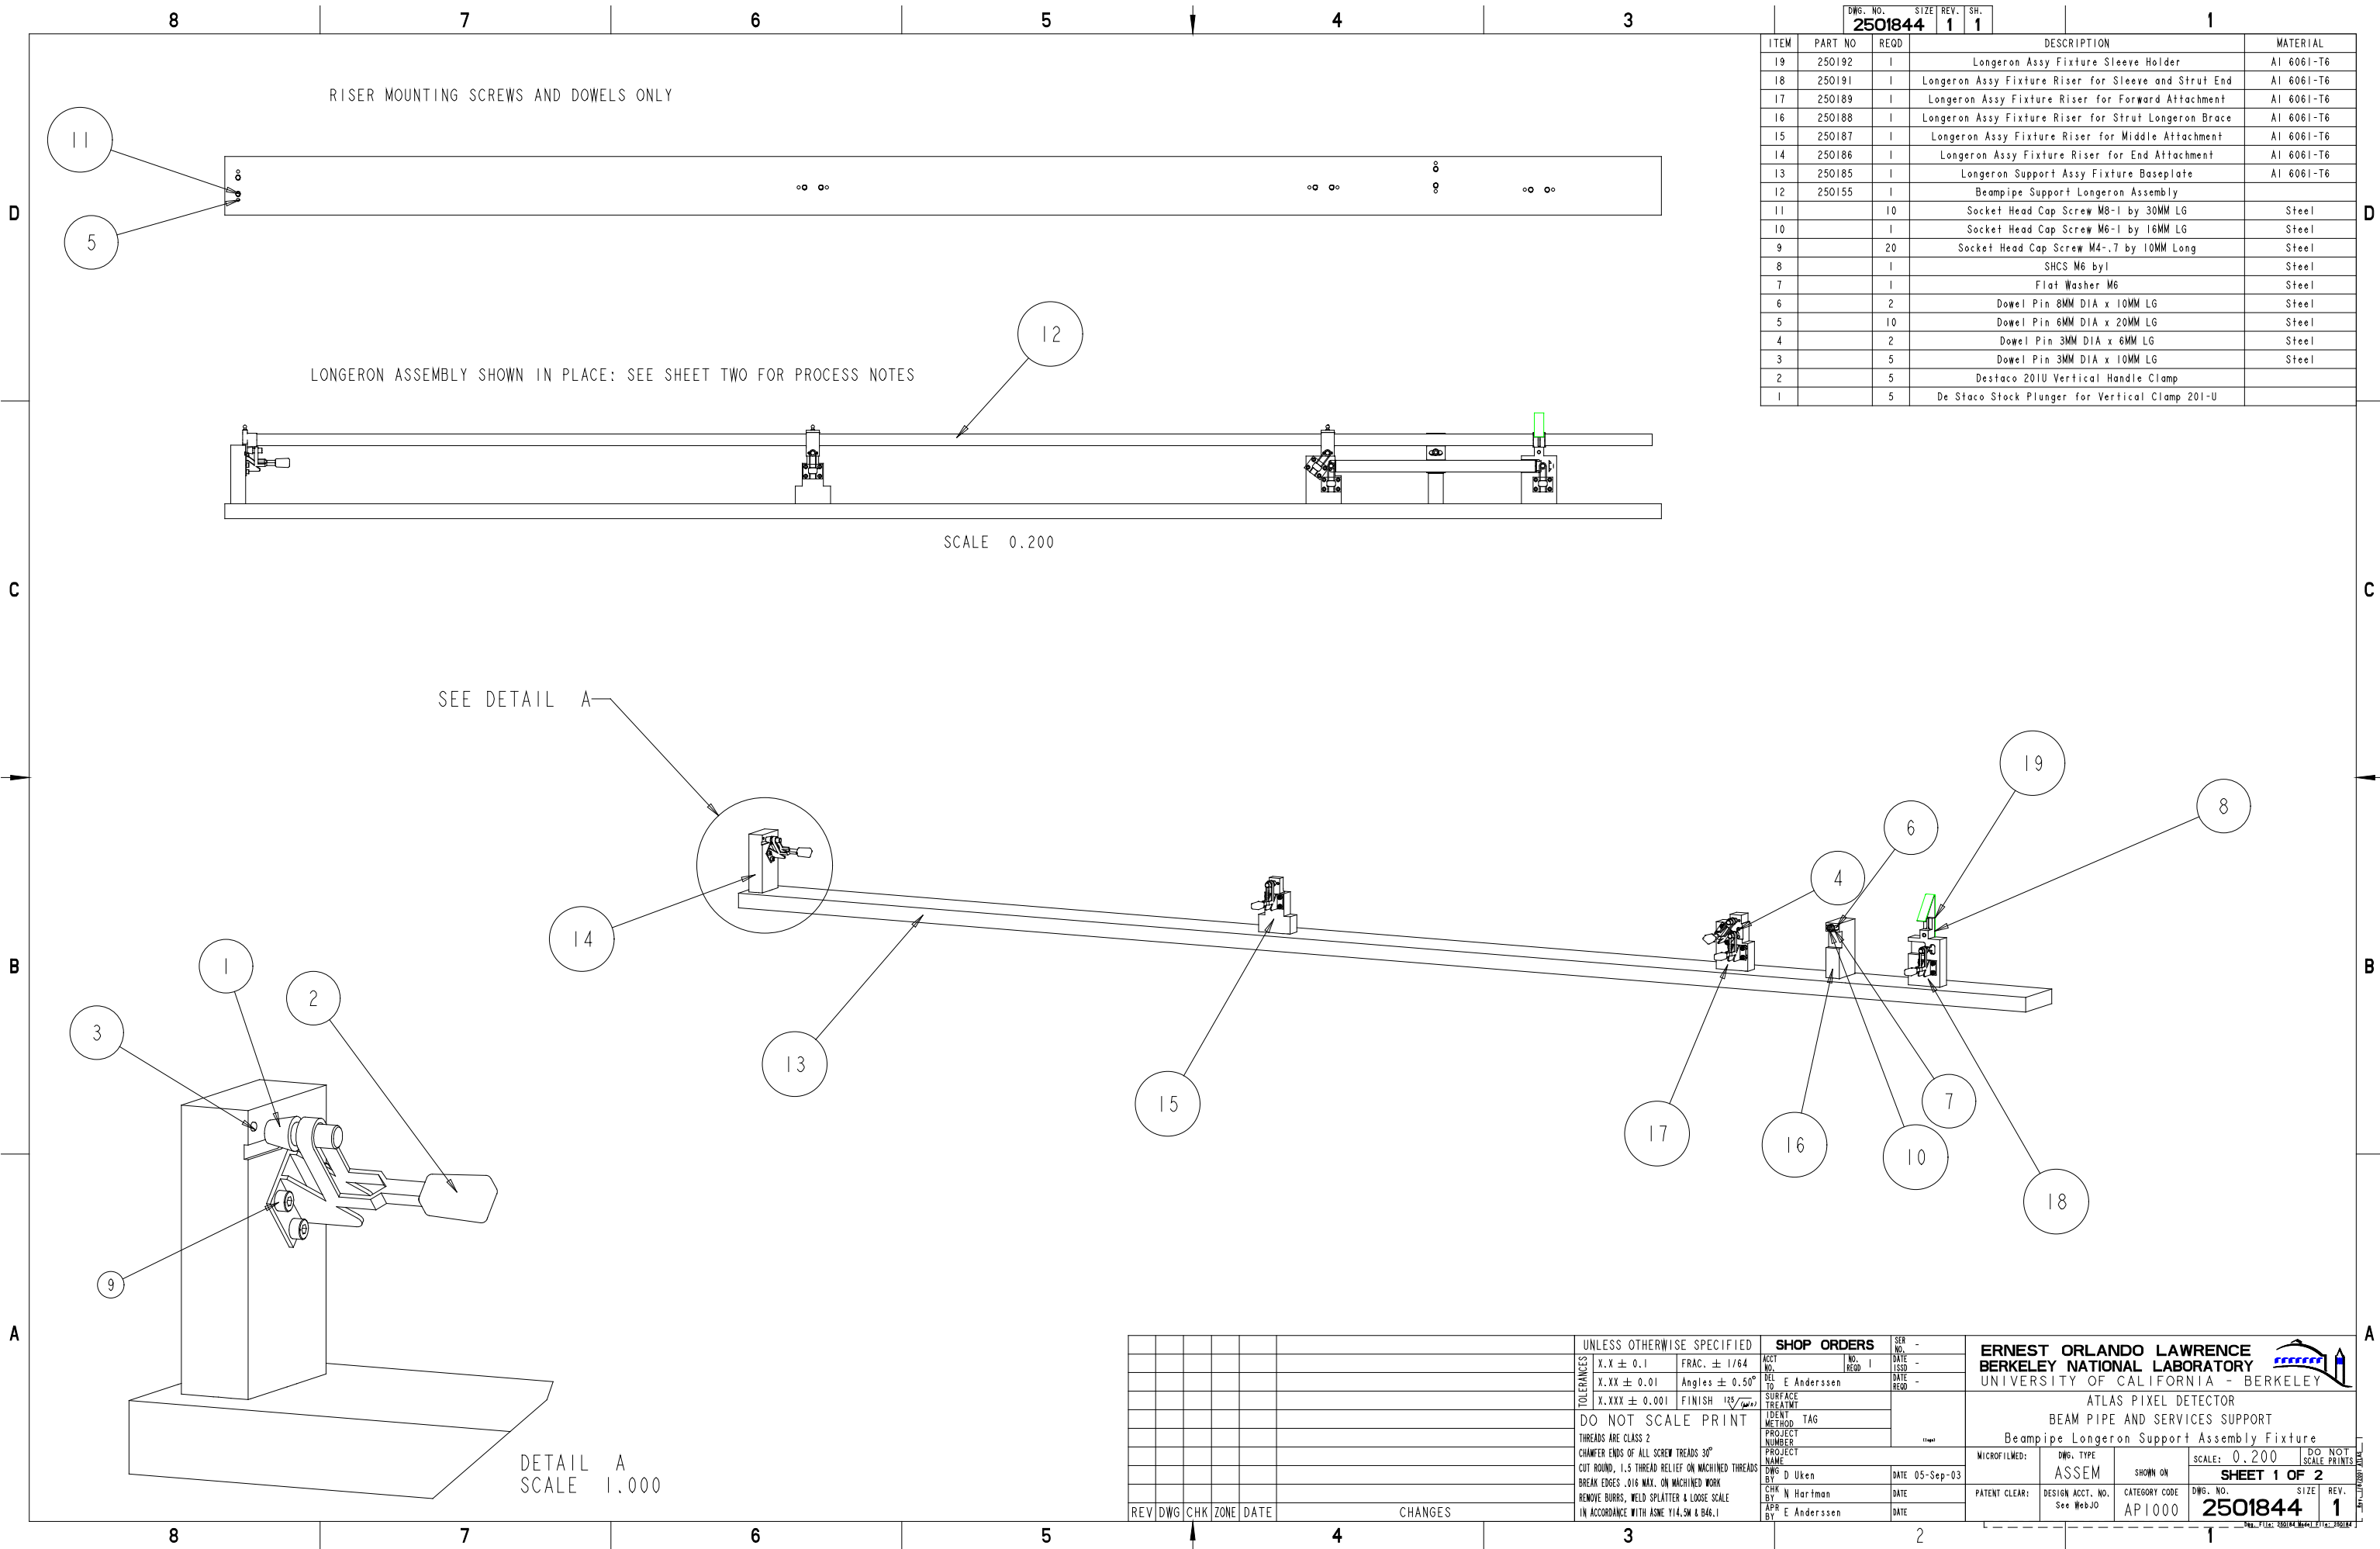 8 7 6 5 4 3 1
DWG. NO. SIZE REV. SH.
2501844 1 1
ITEM PART NO REQD DESCRIPTION MATERIAL
19 250192 1 Longeron Assy Fixture Sleeve Holder Al 6061-T6
18 250191 1 Longeron Assy Fixture Riser for Sleeve and Strut End Al 6061-T6
17 250189 1 Longeron Assy Fixture Riser for Forward Attachment Al 6061-T6
16 250188 1 Longeron Assy Fixture Riser for Strut Longeron Brace Al 6061-T6
15 250187 1 Longeron Assy Fixture Riser for Middle Attachment Al 6061-T6
14 250186 1 Longeron Assy Fixture Riser for End Attachment Al 6061-T6
13 250185 1 Longeron Support Assy Fixture Baseplate Al 6061-T6
12 250155 1 Beampipe Support Longeron Assembly
11 10 Socket Head Cap Screw M8-1 by 30MM LG Steel
10 1 Socket Head Cap Screw M6-1 by 16MM LG Steel
9 20 Socket Head Cap Screw M4-.7 by 10MM Long Steel
8 1 SHCS M6 by1 Steel
7 1 Flat Washer M6 Steel
6 2 Dowel Pin 8MM DIA x 10MM LG Steel
5 10 Dowel Pin 6MM DIA x 20MM LG Steel
4 2 Dowel Pin 3MM DIA x 6MM LG Steel
3 5 Dowel Pin 3MM DIA x 10MM LG Steel
2 5 Destaco 201U Vertical Handle Clamp
1 5 De Staco Stock Plunger for Vertical Clamp 201-U
RISER MOUNTING SCREWS AND DOWELS ONLY
11
5
D D
12
LONGERON ASSEMBLY SHOWN IN PLACE: SEE SHEET TWO FOR PROCESS NOTES
SCALE 0.200
C C
SEE DETAIL A
19
8
6
4
14
13
15
17
16
10
7
18
B B
1
2
3
9
DETAIL A
SCALE 1.000
A A
REV DWG CHK ZONE DATE CHANGES
UNLESS OTHERWISE SPECIFIED
TOLERANCES
X.X ± 0.1 FRAC. ± 1/64
X.XX ± 0.01 Angles ± 0.50°
X.XXX ± 0.001 FINISH 125
DO NOT SCALE PRINT
THREADS ARE CLASS 2
CHAMFER ENDS OF ALL SCREW TREADS 30°
CUT ROUND, 1.5 THREAD RELIEF ON MACHINED THREADS
BREAK EDGES .016 MAX. ON MACHINED WORK
REMOVE BURRS, WELD SPLATTER & LOOSE SCALE
IN ACCORDANCE WITH ASME Y14.5M & B46.1
SHOP ORDERS SER NO. -
ACCT NO. NO. REQD 1 DATE ISSD -
DEL TO E Anderssen DATE REQD -
SURFACE TREATMT
IDENT METHOD TAG
PROJECT NUMBER
PROJECT NAME
DWG BY D Uken DATE 05-Sep-03
CHK BY N Hartman DATE
APR BY E Anderssen DATE
ERNEST ORLANDO LAWRENCE
BERKELEY NATIONAL LABORATORY
UNIVERSITY OF CALIFORNIA - BERKELEY
ATLAS PIXEL DETECTOR
BEAM PIPE AND SERVICES SUPPORT
Beampipe Longeron Support Assembly Fixture
MICROFILMED: DWG. TYPE ASSEM SHOWN ON SCALE: 0.200 DO NOT SCALE PRINTS
SHEET 1 OF 2
PATENT CLEAR: DESIGN ACCT. NO. See WebJO CATEGORY CODE AP1000 DWG. NO. 2501844 SIZE REV. 1
8 7 6 5 4 3 2 1